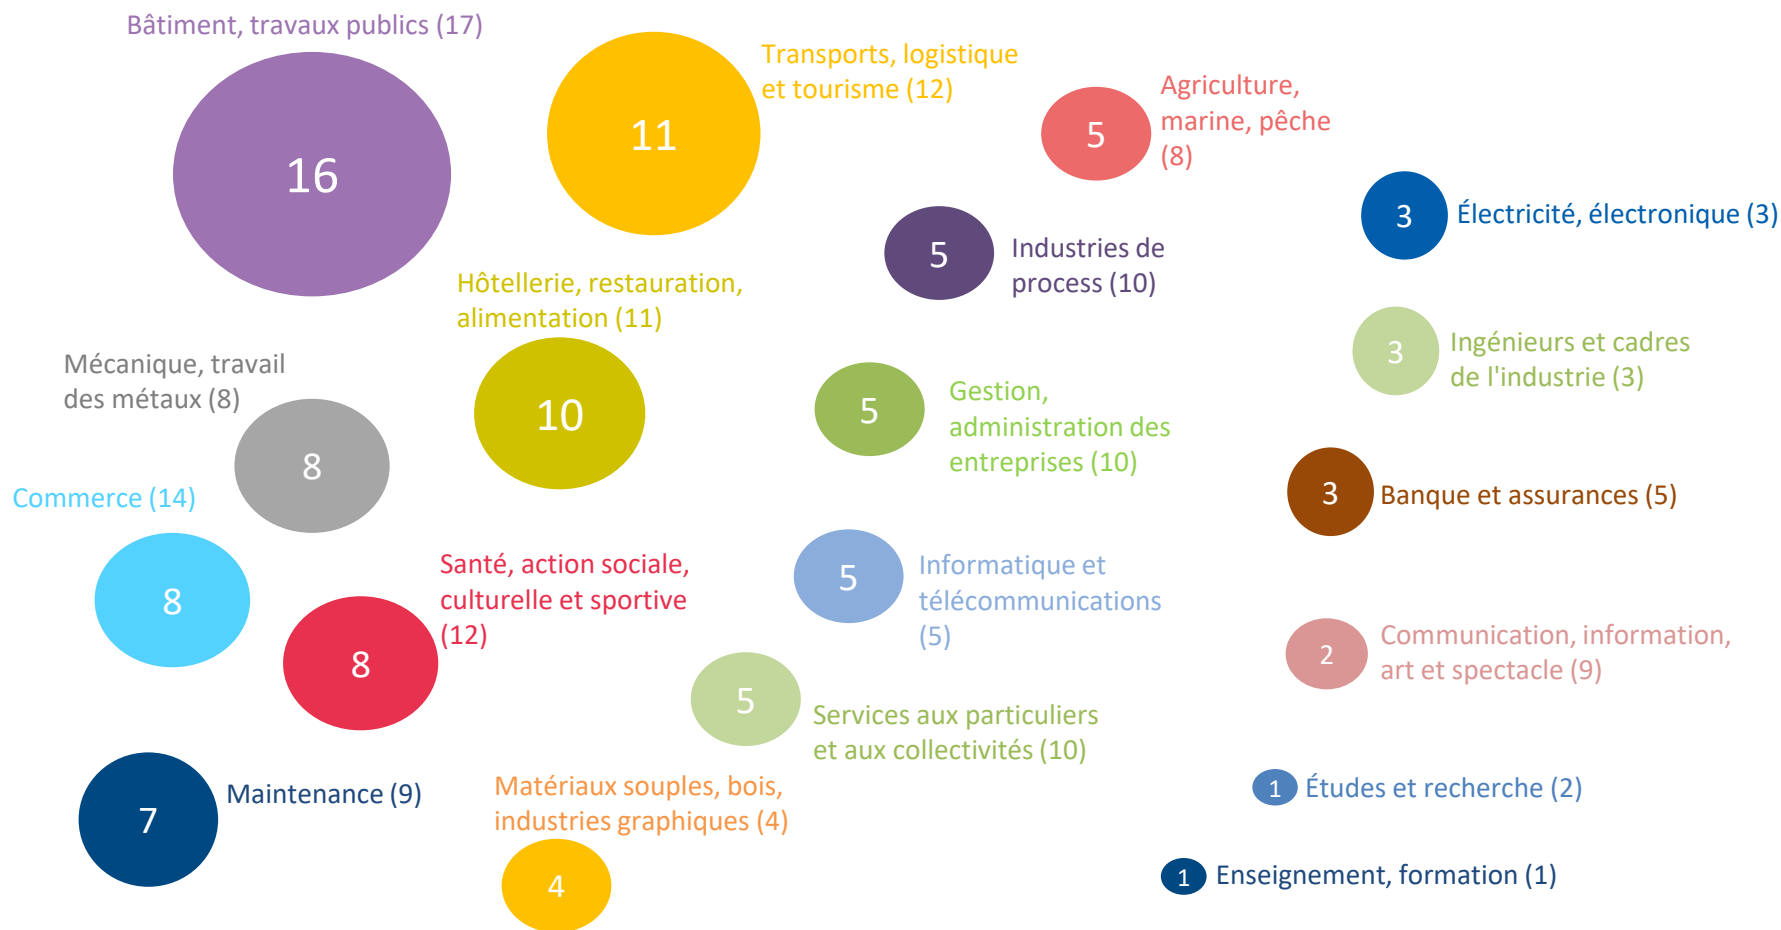 Bâtiment, travaux publics (17)
16
Transports, logistique
et tourisme (12)
11
Agriculture,
marine, pêche
(8)
5
Électricité, électronique (3)
3
Industries de
process (10)
5
Hôtellerie, restauration,
alimentation (11)
10
Ingénieurs et cadres
de l'industrie (3)
3
Mécanique, travail
des métaux (8)
8
Gestion,
administration des
entreprises (10)
5
Commerce (14)
8
Banque et assurances (5)
3
Santé, action sociale,
culturelle et sportive
(12)
8
Informatique et
télécommunications
(5)
5
Communication, information,
art et spectacle (9)
2
Services aux particuliers
et aux collectivités (10)
5
Maintenance (9)
7
Matériaux souples, bois,
industries graphiques (4)
4
Études et recherche (2)
1
Enseignement, formation (1)
1